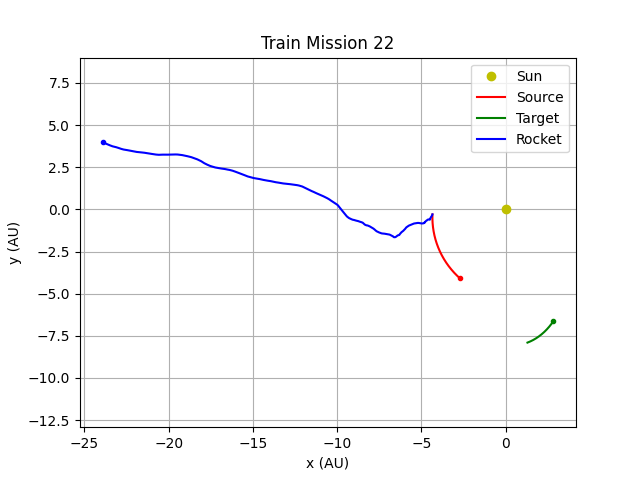 Train Mission 22
Sun
Source
Target
Rocket
7.5
5.0
2.5
0.0
−2.5
−5.0
−7.5
−10.0
−12.5
y (AU)
−25 −20 −15 −10 −5 0
x (AU)